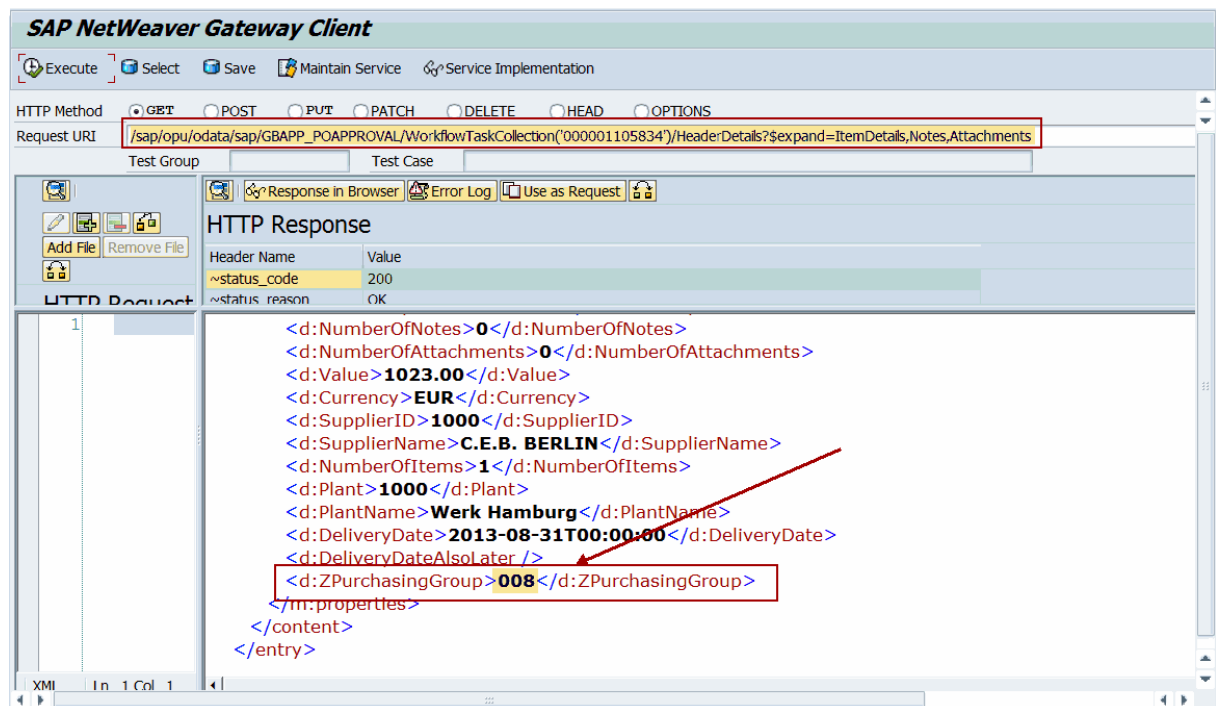 SAP NetWeaver Gateway Client
Execute Select Save Maintain Service Service Implementation
HTTP Method GET POST PUT PATCH DELETE HEAD OPTIONS
Request URI /sap/opu/odata/sap/GBAPP_POAPPROVAL/WorkflowTaskCollection('000001105834')/HeaderDetails?$expand=ItemDetails,Notes,Attachments
Test Group Test Case
Response in Browser Error Log Use as Request
HTTP Response
Add File Remove File
Header Name Value
~status_code 200
HTTP Request
~status_reason OK
1
<d:NumberOfNotes>0</d:NumberOfNotes>
<d:NumberOfAttachments>0</d:NumberOfAttachments>
<d:Value>1023.00</d:Value>
<d:Currency>EUR</d:Currency>
<d:SupplierID>1000</d:SupplierID>
<d:SupplierName>C.E.B. BERLIN</d:SupplierName>
<d:NumberOfItems>1</d:NumberOfItems>
<d:Plant>1000</d:Plant>
<d:PlantName>Werk Hamburg</d:PlantName>
<d:DeliveryDate>2013-08-31T00:00:00</d:DeliveryDate>
<d:DeliveryDateAlsoLater />
<d:ZPurchasingGroup>008</d:ZPurchasingGroup>
</m:properties>
</content>
</entry>
XML Ln 1 Col 1